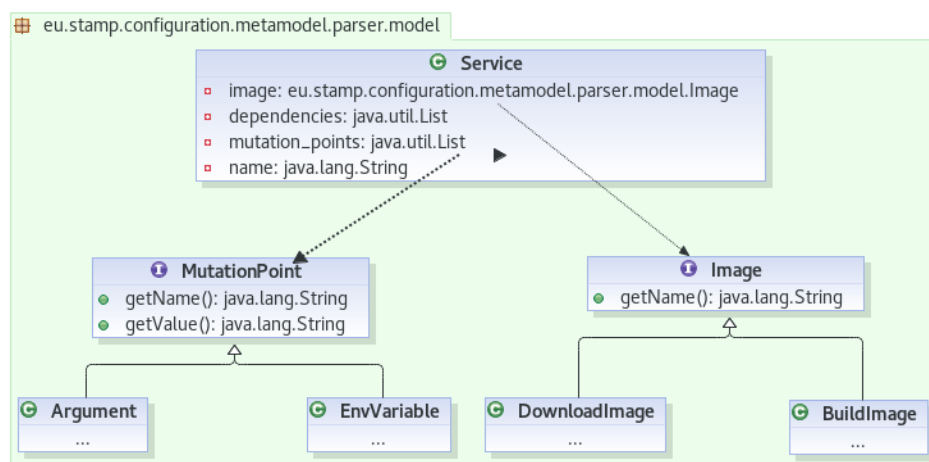 eu.stamp.configuration.metamodel.parser.model
C Service
image: eu.stamp.configuration.metamodel.parser.model.Image
dependencies: java.util.List
mutation_points: java.util.List
name: java.lang.String
I MutationPoint
getName(): java.lang.String
getValue(): java.lang.String
I Image
getName(): java.lang.String
C Argument
...
C EnvVariable
...
C DownloadImage
...
C BuildImage
...